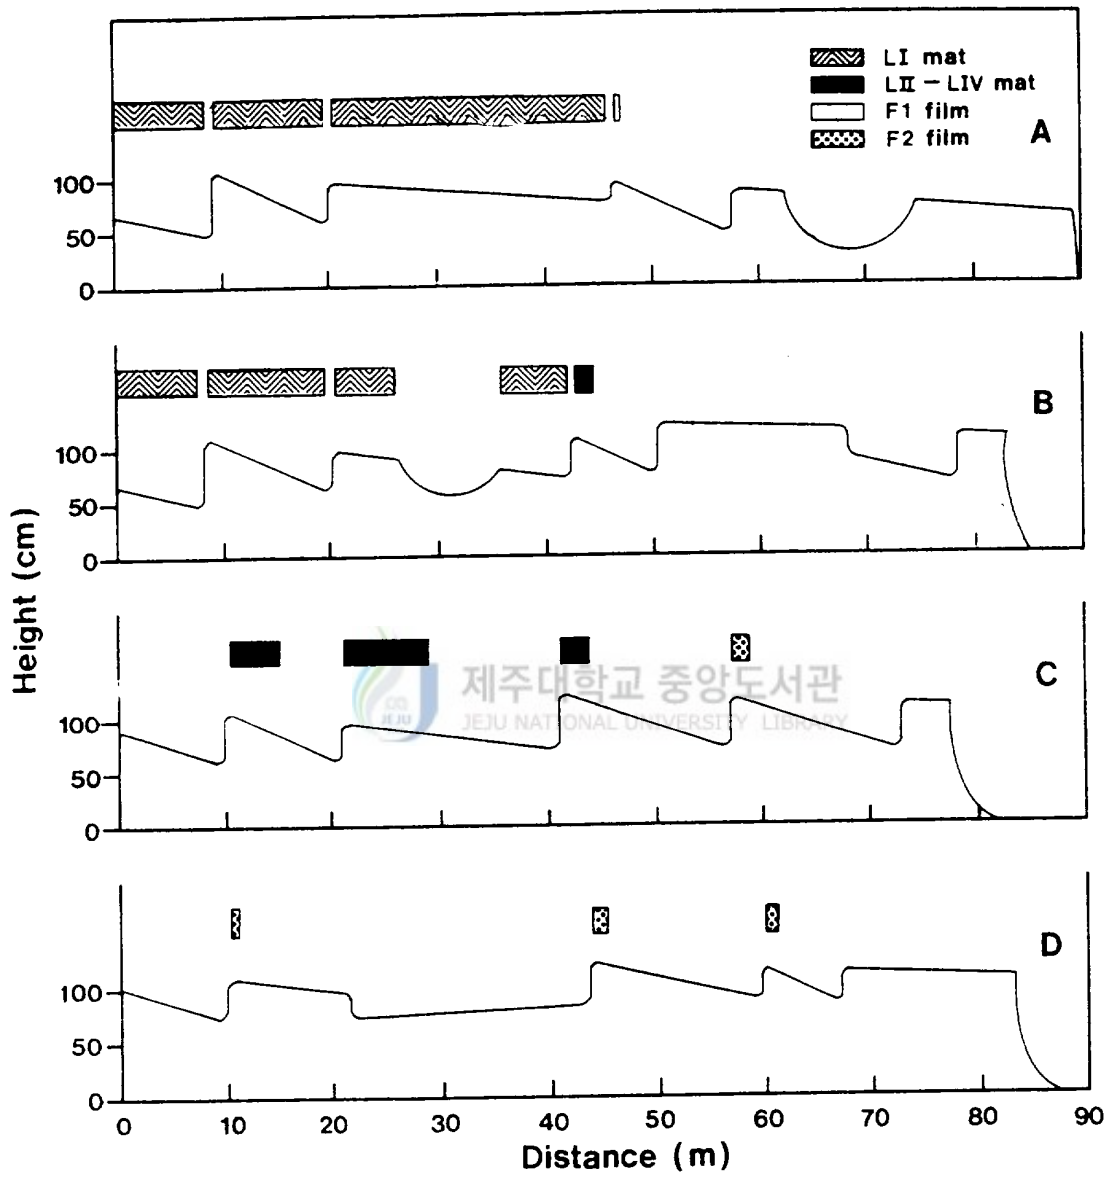 LI mat
LII - LIV mat
F1 film
F2 film
A
100
50
0
B
100
50
0
Height (cm)
제주대학교 중앙도서관
JEJU NATIONAL UNIVERSITY LIBRARY
JEJU
C
100
50
0
D
100
50
0
0 10 20 30 40 50 60 70 80 90
Distance (m)